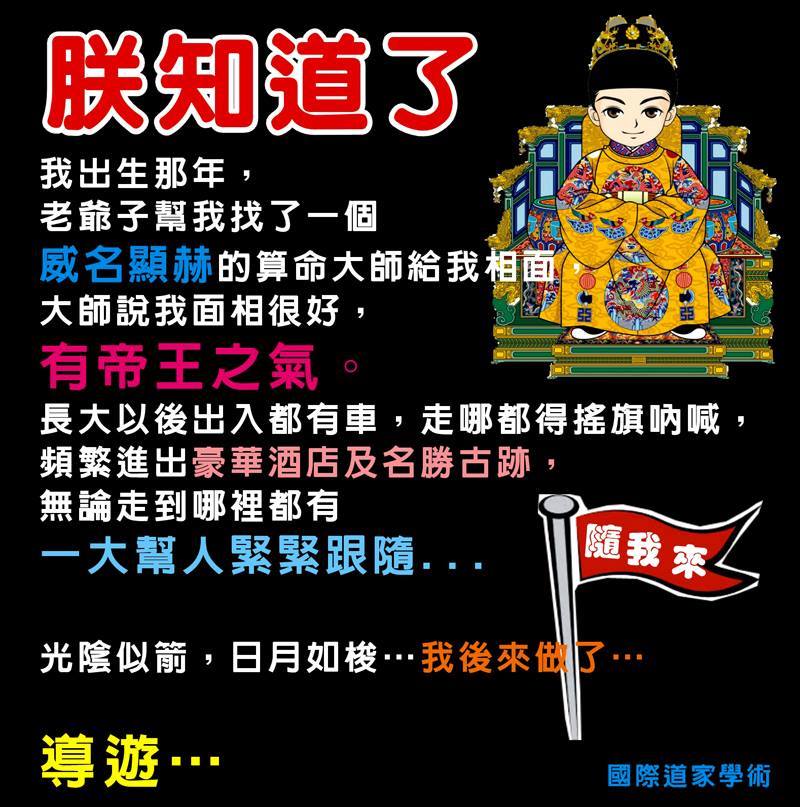 朕知道了
我出生那年，
老爺子幫我找了一個
威名顯赫的算命大師給我相面，
大師說我面相很好，
有帝王之氣。
長大以後出入都有車，走哪都得搖旗吶喊，
頻繁進出豪華酒店及名勝古跡，
無論走到哪裡都有
一大幫人緊緊跟隨...
隨我來
光陰似箭，日月如梭…我後來做了…
導遊…
國際道家學術